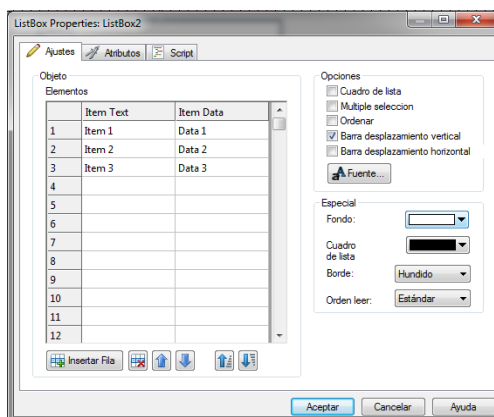 ListBox Properties: ListBox2
Ajustes Atributos Script
Objeto
Elementos
Item Text Item Data
1 Item 1 Data 1
2 Item 2 Data 2
3 Item 3 Data 3
4
5
6
7
8
9
10
11
12
Insertar Fila
Opciones
Cuadro de lista
Multiple seleccion
Ordenar
Barra desplazamiento vertical
Barra desplazamiento horizontal
a A Fuente...
Especial
Fondo:
Cuadro
de lista
Borde: Hundido
Orden leer: Estándar
Aceptar Cancelar Ayuda